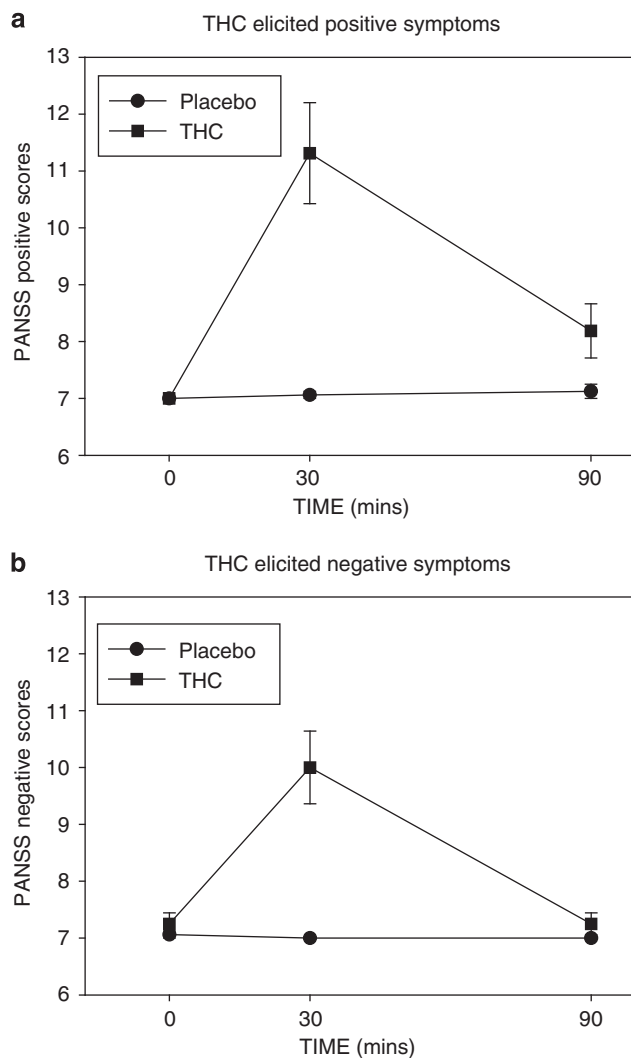 a
THC elicited positive symptoms
13
12
11
10
9
8
7
6
PANSS positive scores
Placebo
THC
0 30 90
TIME (mins)
b
THC elicited negative symptoms
13
12
11
10
9
8
7
6
PANSS negative scores
Placebo
THC
0 30 90
TIME (mins)